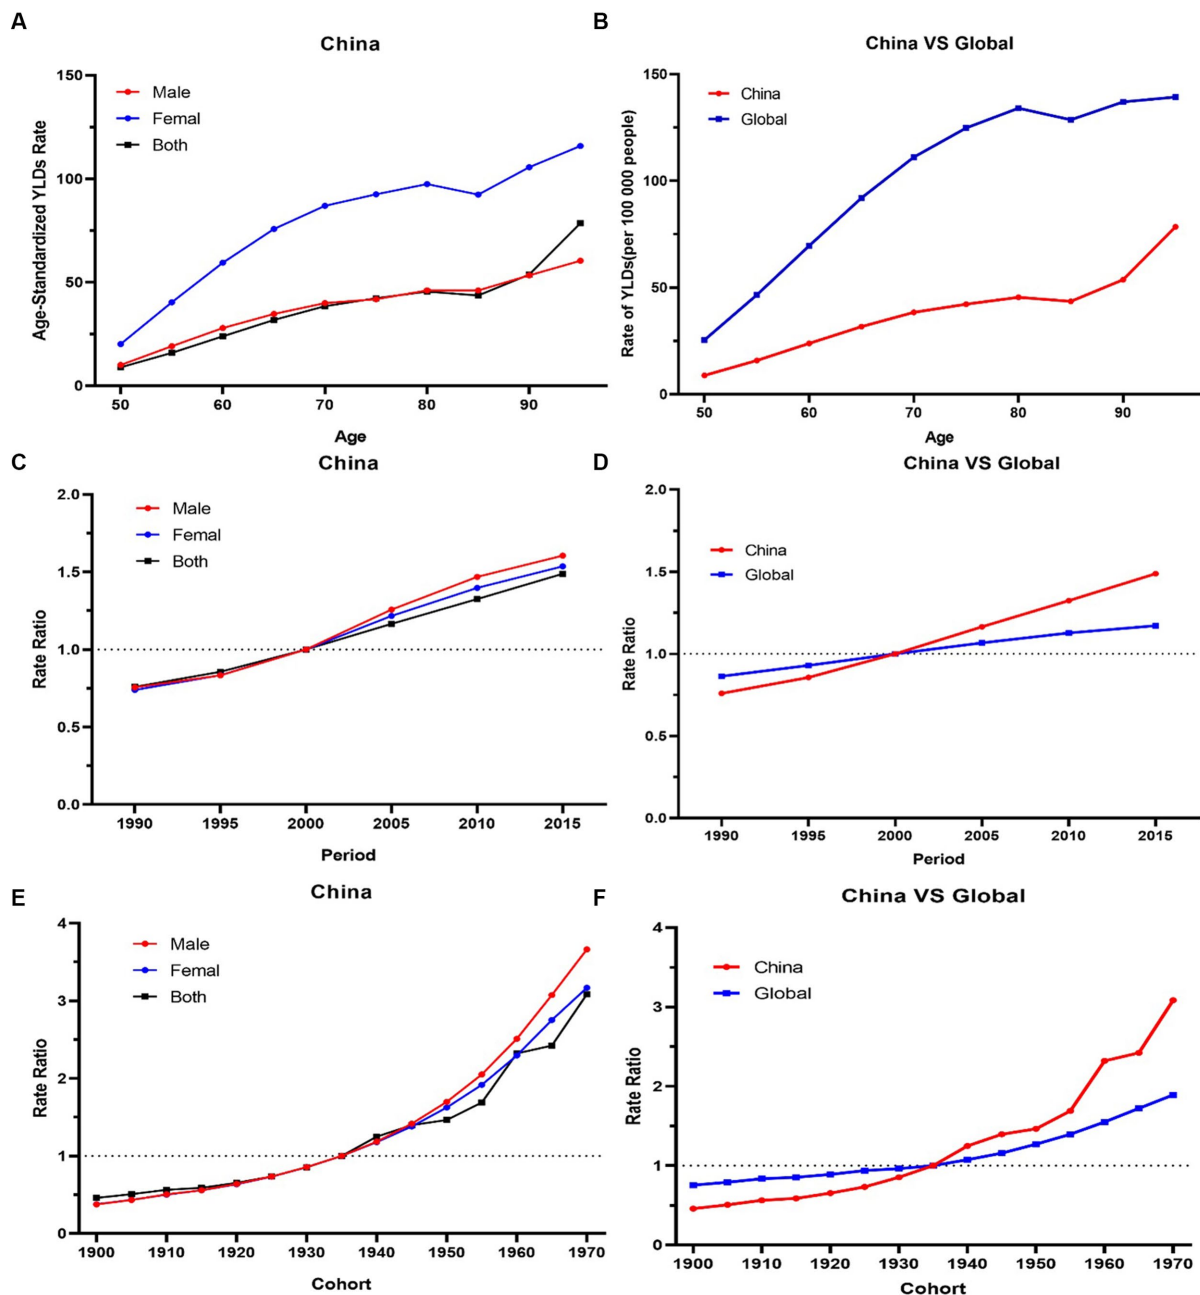 A
China
Male
Femal
Both
Age-Standardized YLDs Rate
150
100
50
0
50 60 70 80 90
Age
B
China VS Global
China
Global
Rate of YLDs(per 100 000 people)
150
100
50
0
50 60 70 80 90
Age
C
China
Male
Femal
Both
Rate Ratio
2.0
1.5
1.0
0.5
0.0
1990 1995 2000 2005 2010 2015
Period
D
China VS Global
China
Global
Rate Ratio
2.0
1.5
1.0
0.5
0.0
1990 1995 2000 2005 2010 2015
Period
E
China
Male
Femal
Both
Rate Ratio
4
3
2
1
0
1900 1910 1920 1930 1940 1950 1960 1970
Cohort
F
China VS Global
China
Global
Rate Ratio
4
3
2
1
0
1900 1910 1920 1930 1940 1950 1960 1970
Cohort